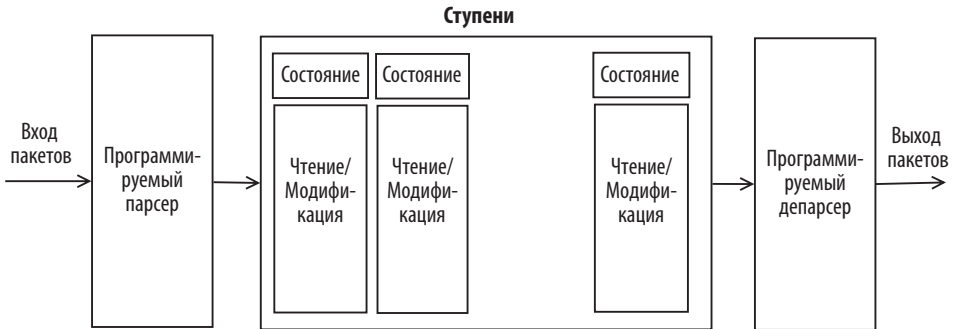 Ступени
Вход
пакетов
Программи-
руемый
парсер
Состояние
Чтение/
Модифи-
кация
Состояние
Чтение/
Модифи-
кация
Состояние
Чтение/
Модифи-
кация
Программи-
руемый
депарсер
Выход
пакетов